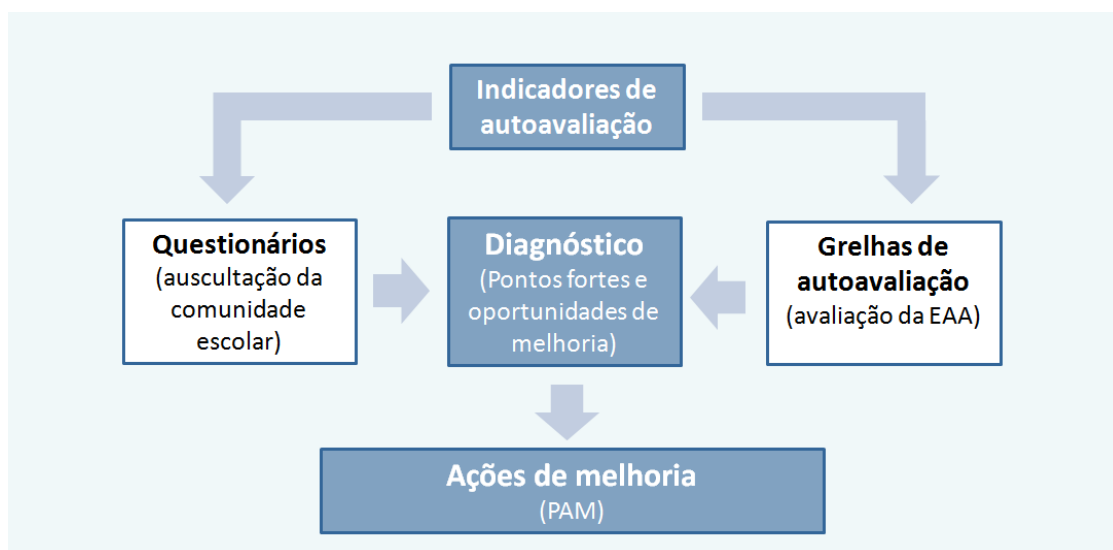 Indicadores de
autoavaliação
Questionários
(auscultação da
comunidade
escolar)
Diagnóstico
(Pontos fortes e
oportunidades de
melhoria)
Grelhas de
autoavaliação
(avaliação da EAA)
Ações de melhoria
(PAM)